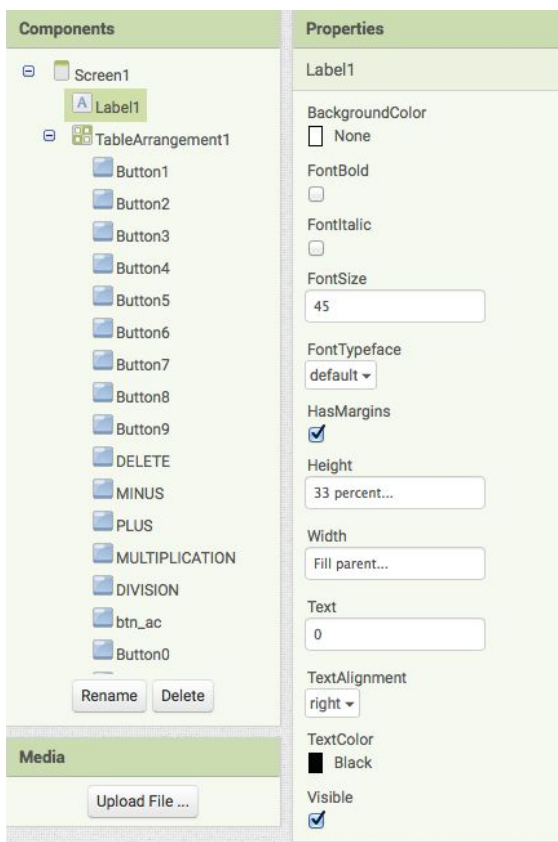 Components
Screen1
A Label1
TableArrangement1
Button1
Button2
Button3
Button4
Button5
Button6
Button7
Button8
Button9
DELETE
MINUS
PLUS
MULTIPLICATION
DIVISION
btn_ac
Button0
Rename Delete
Media
Upload File ...
Properties
Label1
BackgroundColor
None
FontBold
FontItalic
FontSize
45
FontTypeface
default
HasMargins
Height
33 percent...
Width
Fill parent...
Text
0
TextAlignment
right
TextColor
Black
Visible